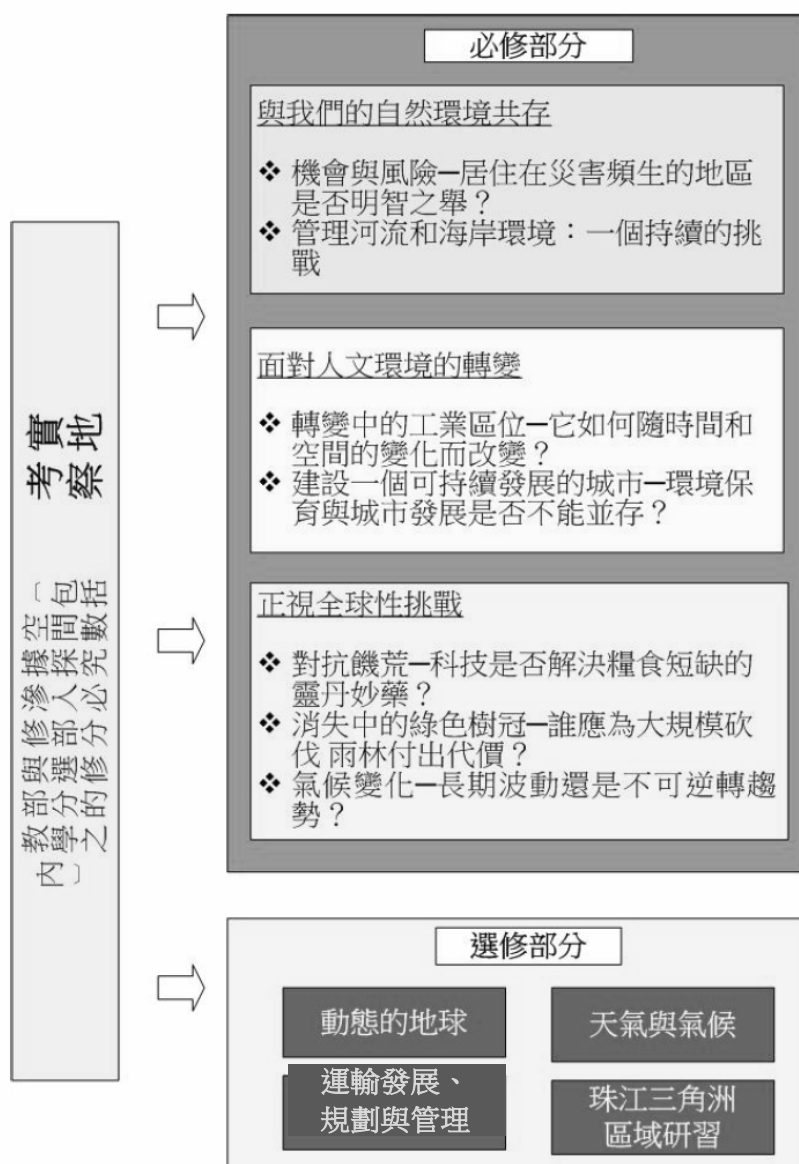 實地
考察
〔包括
空間數
據探究
滲入必
修部分
與選修
部分的
教學之
內〕
必修部分
與我們的自然環境共存
❖ 機會與風險─居住在災害頻生的地區
是否明智之舉？
❖ 管理河流和海岸環境：一個持續的挑
戰
面對人文環境的轉變
❖ 轉變中的工業區位─它如何隨時間和
空間的變化而改變？
❖ 建設一個可持續發展的城市─環境保
育與城市發展是否不能並存？
正視全球性挑戰
❖ 對抗饑荒─科技是否解決糧食短缺的
靈丹妙藥？
❖ 消失中的綠色樹冠─誰應為大規模砍
伐 雨林付出代價？
❖ 氣候變化─長期波動還是不可逆轉趨
勢？
選修部分
動態的地球
天氣與氣候
運輸發展、
規劃與管理
珠江三角洲
區域研習